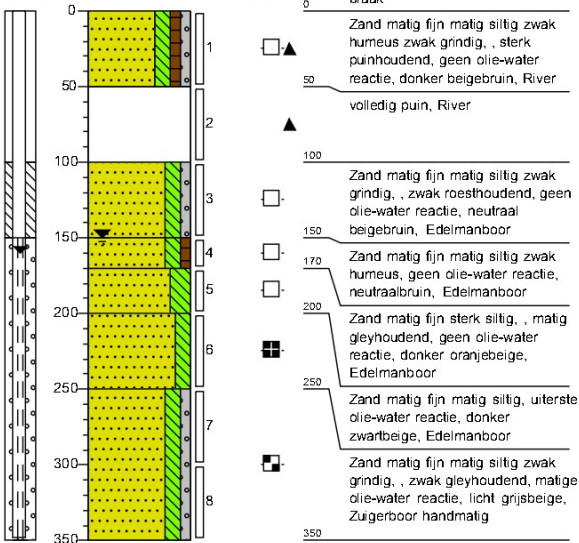 braak
0
0
Zand matig fijn matig siltig zwak
humeus zwak grindig, , sterk
puinhoudend, geen olie-water
reactie, donker beigebruin, River
1
50
50
volledig puin, River
2
100
100
Zand matig fijn matig siltig zwak
grindig, , zwak roesthoudend, geen
olie-water reactie, neutraal
beigebruin, Edelmanboor
3
150
150
Zand matig fijn matig siltig zwak
humeus, geen olie-water reactie,
neutraalbruin, Edelmanboor
4
170
5
200
200
Zand matig fijn sterk siltig, , matig
gleyhoudend, geen olie-water
reactie, donker oranjebeige,
Edelmanboor
6
250
250
Zand matig fijn matig siltig, uiterste
olie-water reactie, donker
zwartbeige, Edelmanboor
7
300
Zand matig fijn matig siltig zwak
grindig, , zwak gleyhoudend, matige
olie-water reactie, licht grijsbeige,
Zuigerboor handmatig
8
350
350